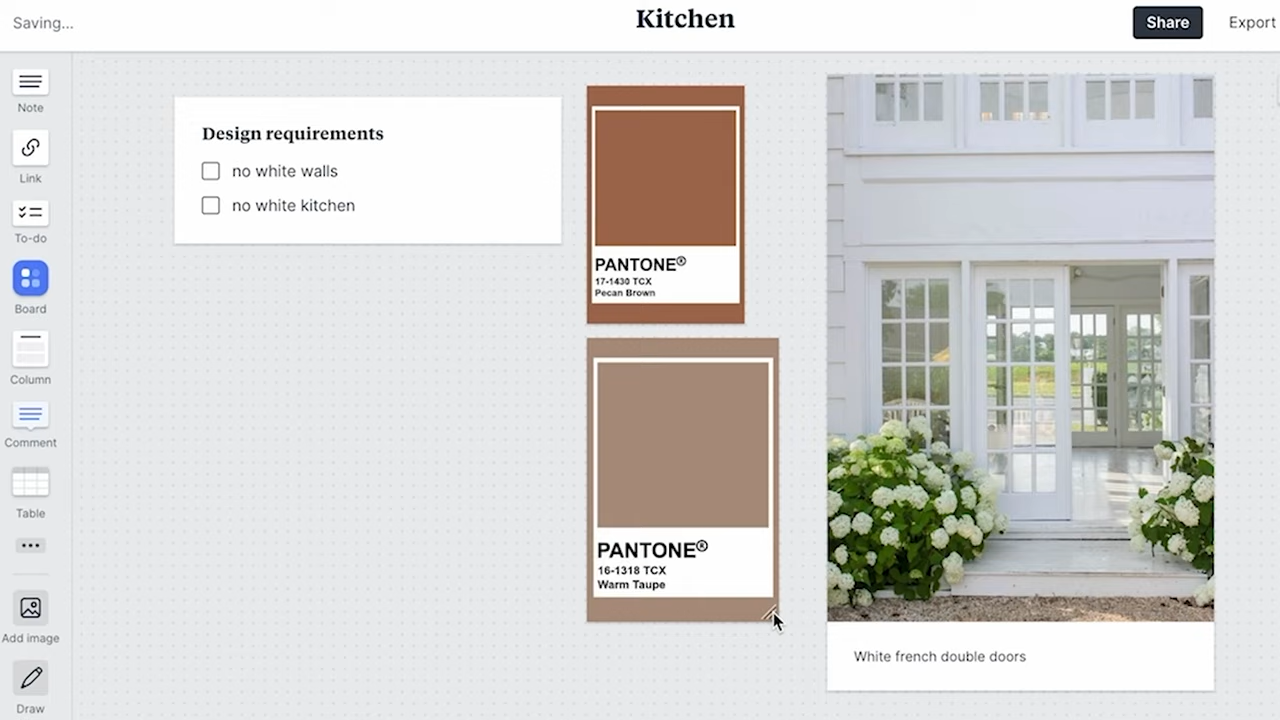 Saving...
Kitchen
Share
Export
Note
Link
To-do
Board
Column
Comment
Table
Add image
Draw
Design requirements
no white walls
no white kitchen
PANTONE®
17-1430 TCX
Pecan Brown
PANTONE®
16-1318 TCX
Warm Taupe
White french double doors